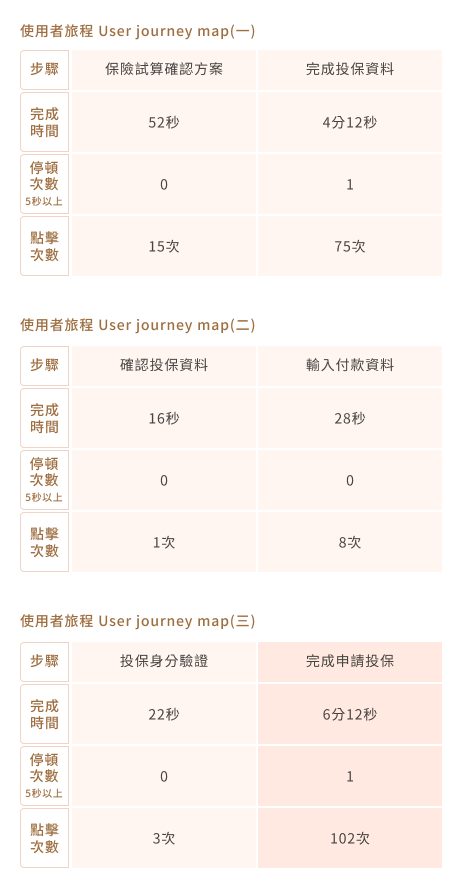 使用者旅程 User journey map(一)
步驟 保險試算確認方案 完成投保資料
完成
時間 52秒 4分12秒
停頓
次數
5秒以上 0 1
點擊
次數 15次 75次
使用者旅程 User journey map(二)
步驟 確認投保資料 輸入付款資料
完成
時間 16秒 28秒
停頓
次數
5秒以上 0 0
點擊
次數 1次 8次
使用者旅程 User journey map(三)
步驟 投保身分驗證 完成申請投保
完成
時間 22秒 6分12秒
停頓
次數
5秒以上 0 1
點擊
次數 3次 102次